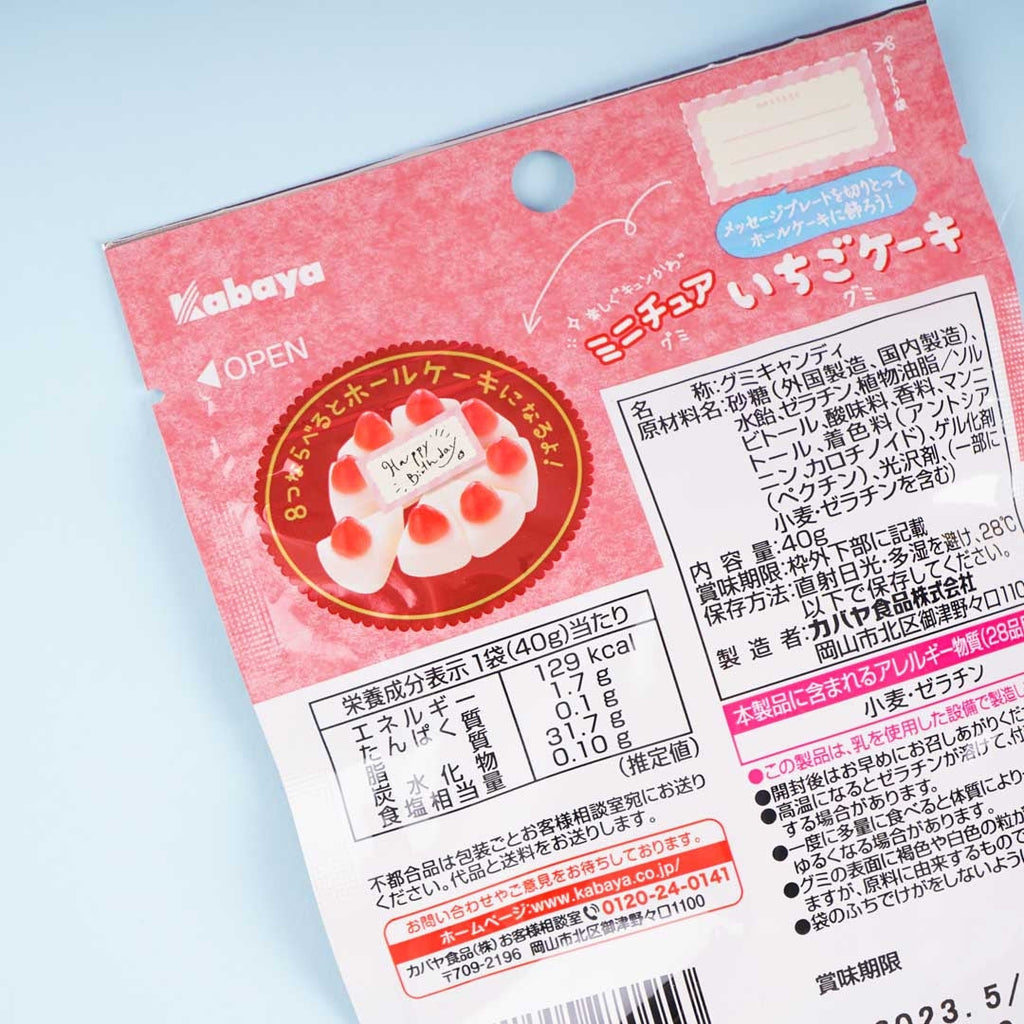 キリトリ線
message
メッセージプレートを切りとって
ホールケーキに飾ろう!
Kabaya
OPEN
楽しく"キュンかわ"
ミニチュア いちごケーキ
グミ グミ
8つならべるとホールケーキになるよ!
Happy
Birthday
名 称:グミキャンディ
原材料名:砂糖(外国製造、国内製造)、
水飴、ゼラチン、植物油脂/ソル
ビトール、酸味料、香料、マンニ
トール、着色料(アントシア
ニン、カロチノイド)、ゲル化剤
(ペクチン)、光沢剤、(一部に
小麦・ゼラチンを含む)
内容量:40g
賞味期限:枠外下部に記載
保存方法:直射日光・多湿を避け、28℃
以下で保存してください。
製造者:カバヤ食品株式会社
岡山市北区御津野々口110
栄養成分表示 1袋(40g)当たり
エネルギー 129 kcal
たんぱく質 1.7 g
脂質 0.1 g
炭水化物 31.7 g
食塩相当量 0.10 g
(推定値)
本製品に含まれるアレルギー物質(28品
小麦・ゼラチン
●この製品は、乳を使用した設備で製造し
●開封後はお早めにお召しあがりくだ
●高温になるとゼラチンが溶けて、付
する場合があります。
●一度に多量に食べると体質により
ゆるくなる場合があります。
●グミの表面に褐色や白色の粒が
ますが、原料に由来するもので
●袋のふちでけがをしないよう
不都合品は包装ごとお客様相談室宛にお送り
ください。代品と送料をお送りします。
お問い合わせやご意見をお待ちしております。
ホームページ:www.kabaya.co.jp/
カバヤ食品(株)お客様相談室 0120-24-0141
〒709-2196 岡山市北区御津野々口1100
賞味期限
2023.5/